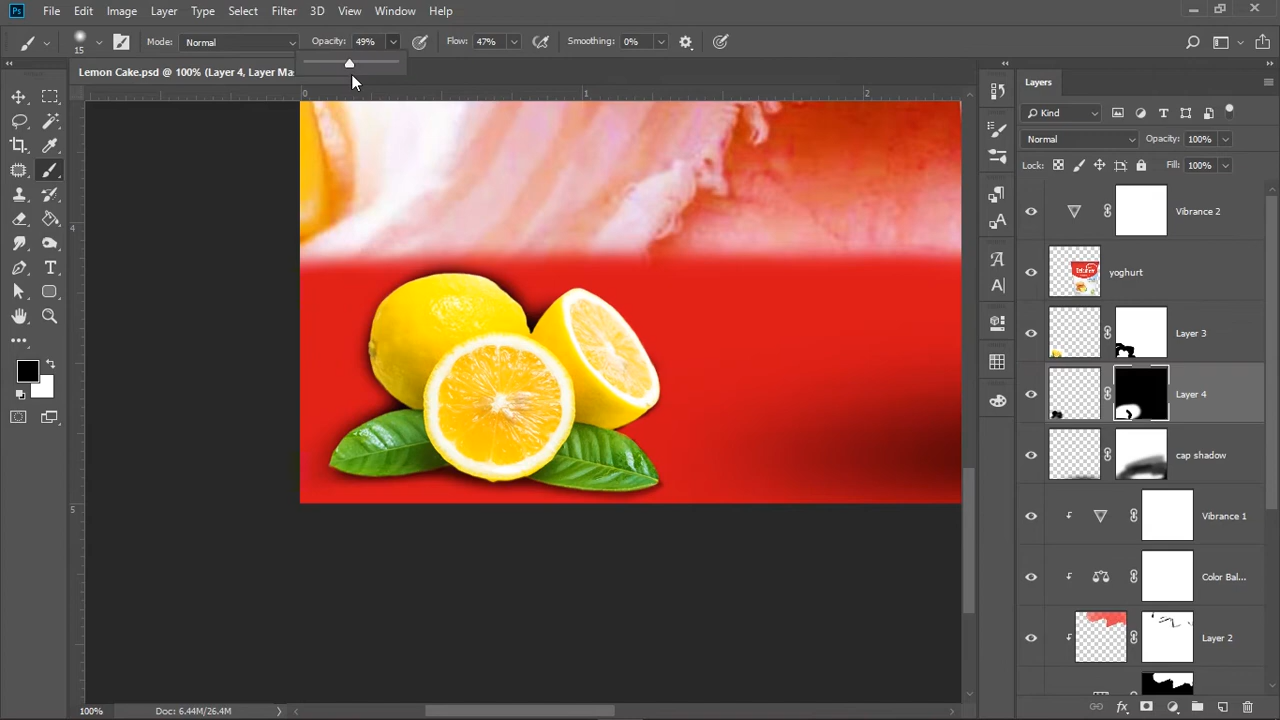 Ps File Edit Image Layer Type Select Filter 3D View Window Help
15 Mode: Normal Opacity: 49% Flow: 47% Smoothing: 0%
Lemon Cake.psd @ 100% (Layer 4, Layer Ma
Layers
0 1 2
Kind
Normal Opacity: 100%
Lock: Fill: 100%
Vibrance 2
4
yoghurt
Layer 3
Layer 4
cap shadow
5
Vibrance 1
Color Bal...
Layer 2
100% Doc: 6.44M/26.4M
fx